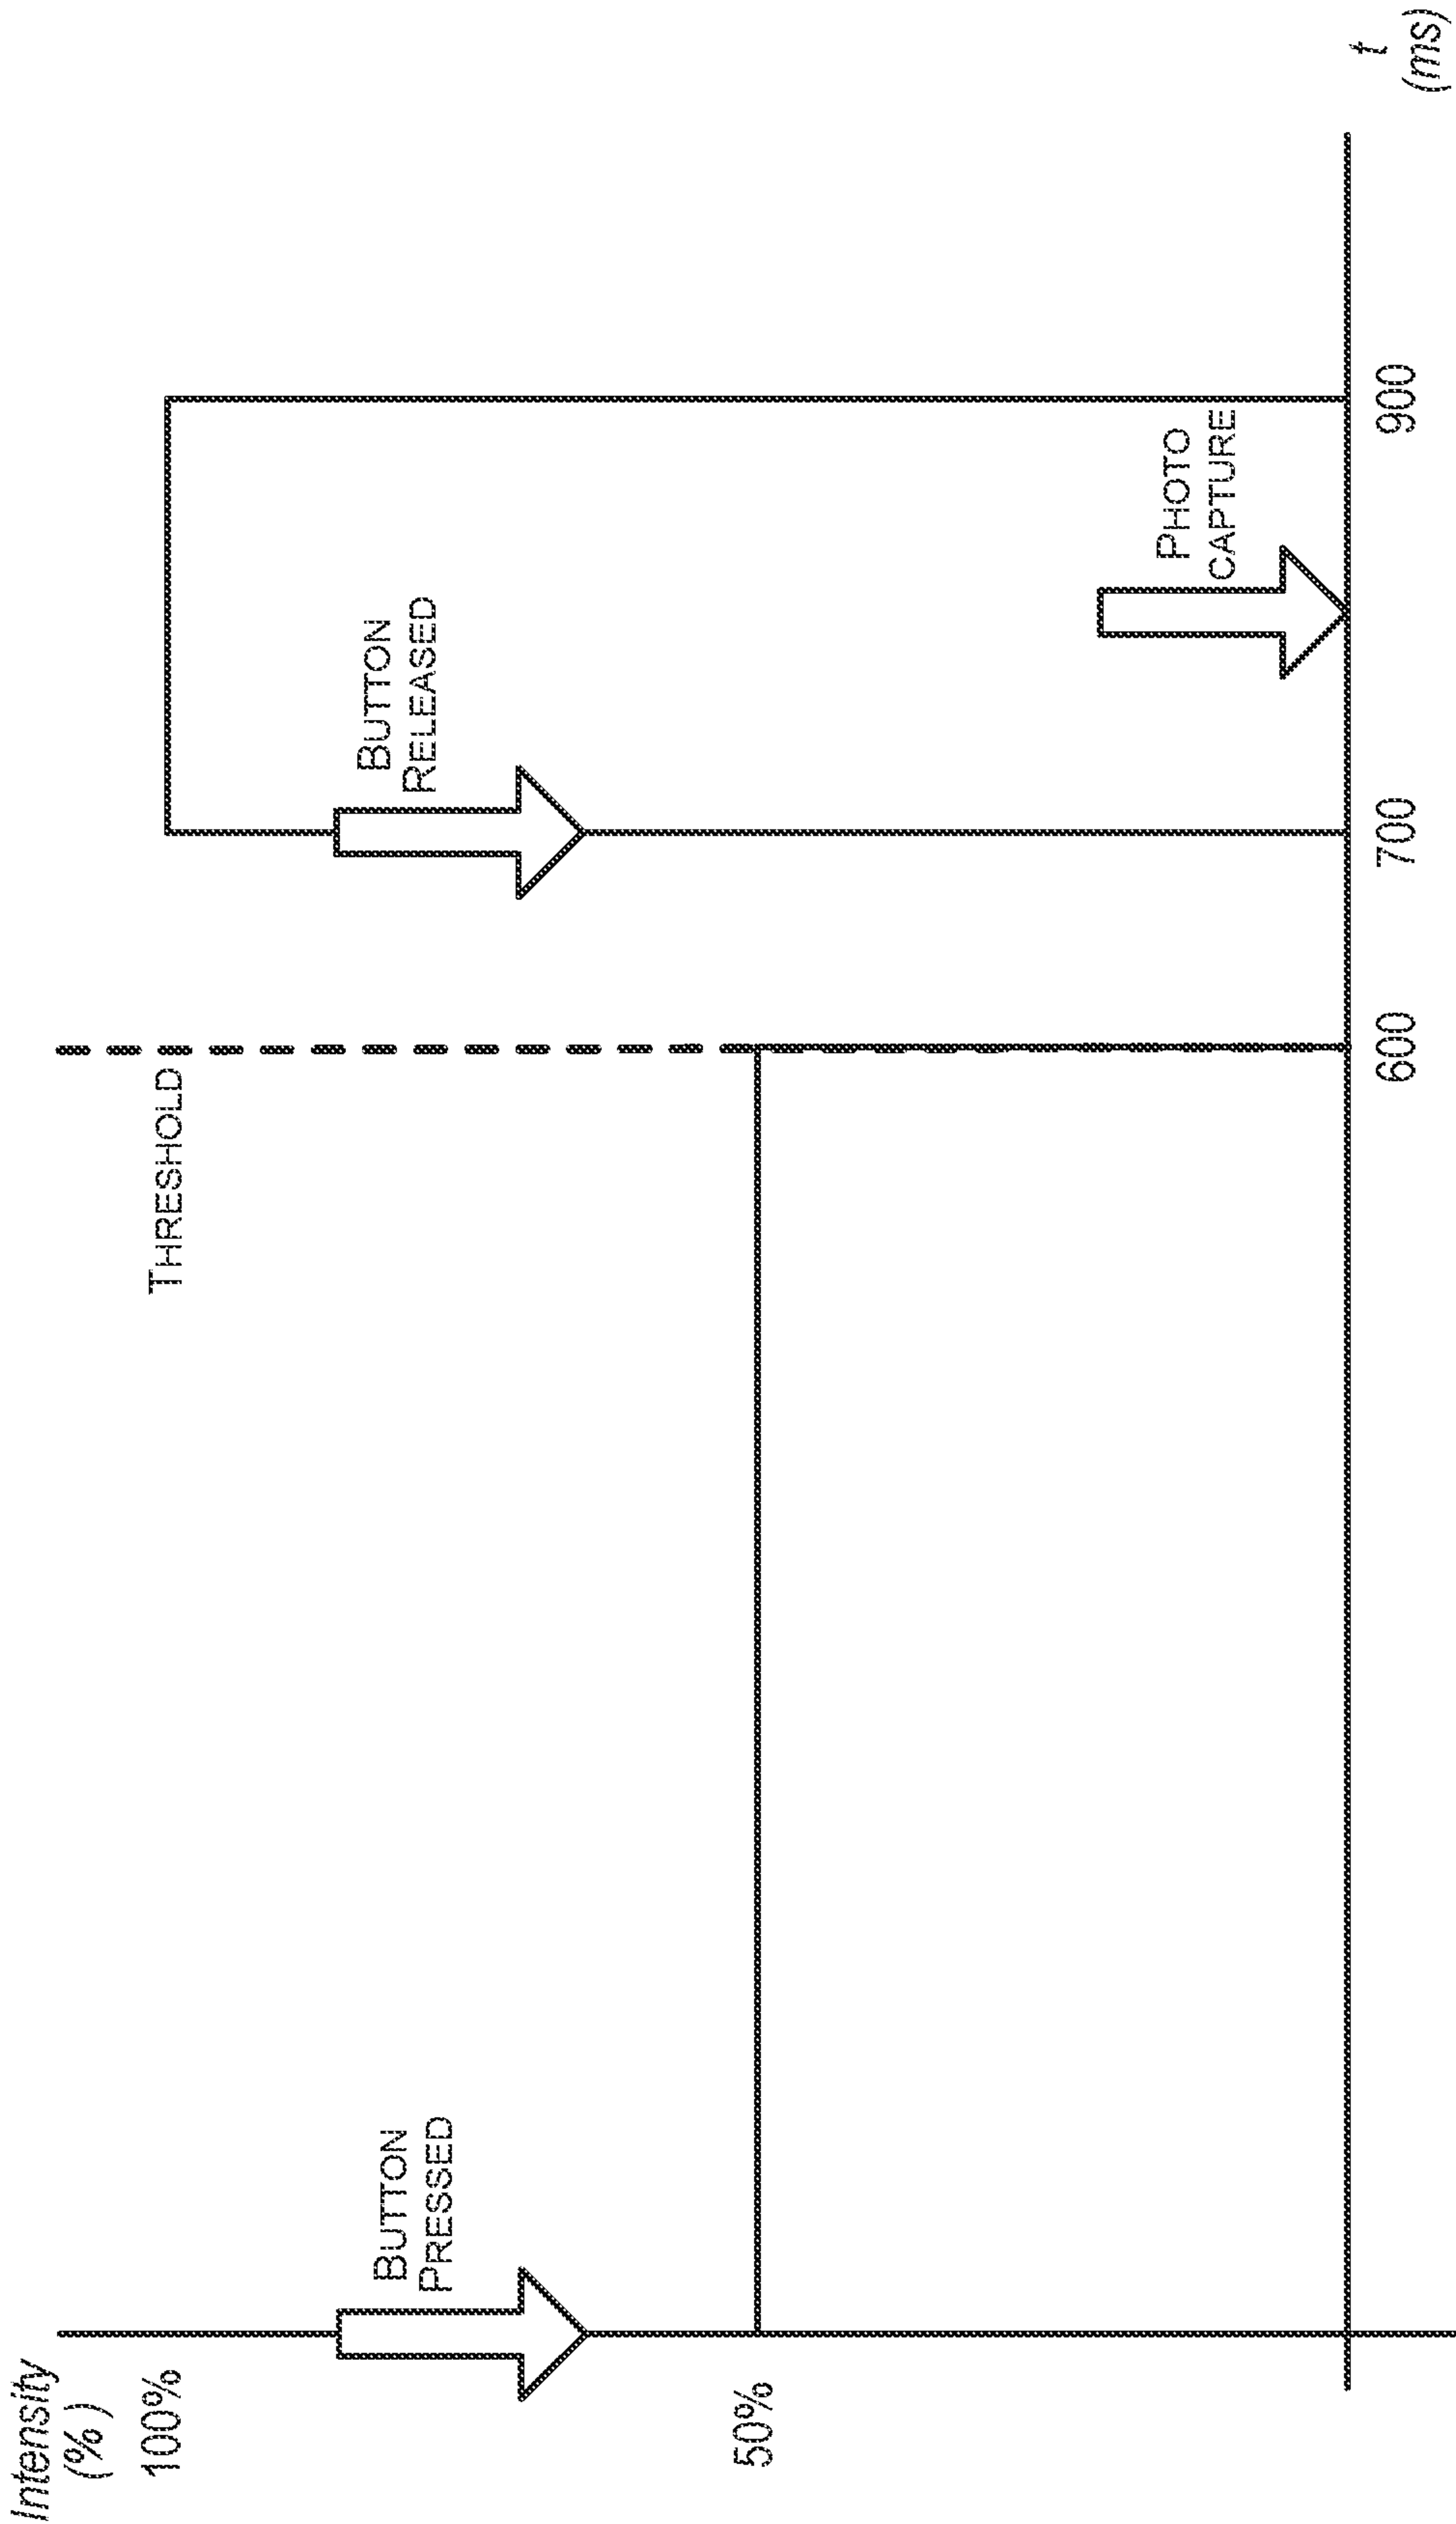 Intensity
(%)
100%
50%
BUTTON
PRESSED
THRESHOLD
BUTTON
RELEASED
PHOTO
CAPTURE
600
700
900
t
(ms)